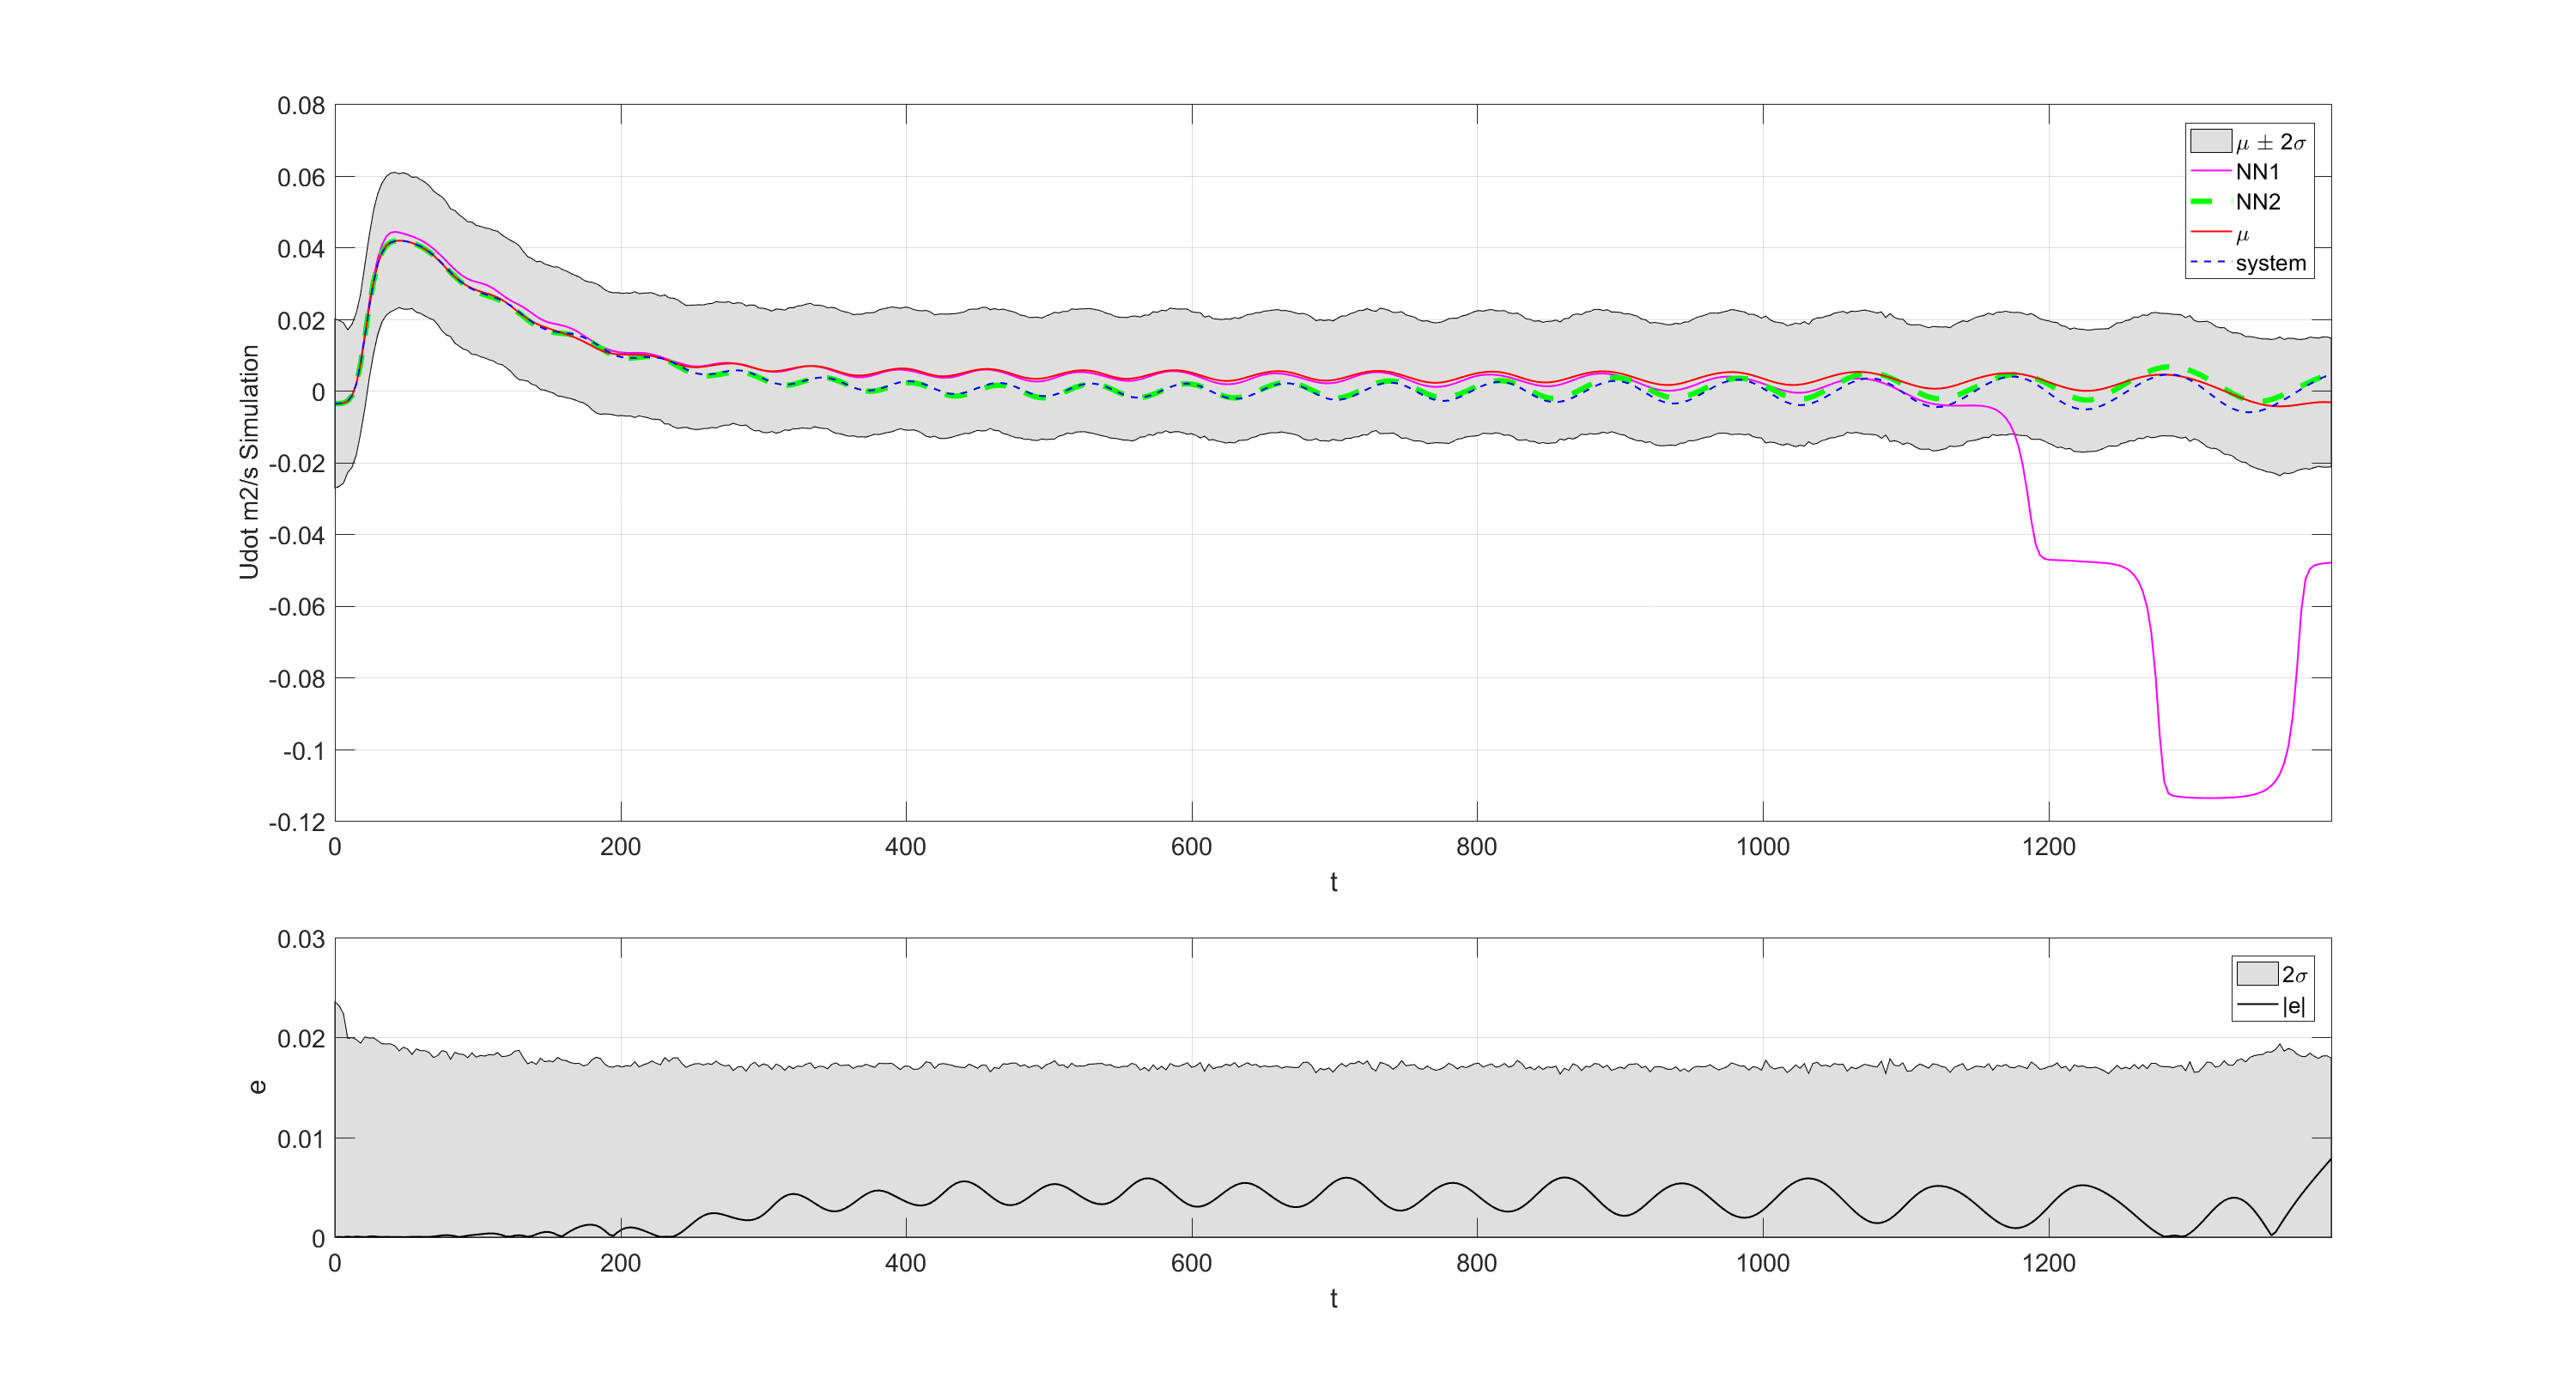 0.08
0.06
0.04
0.02
0
-0.02
-0.04
-0.06
-0.08
-0.1
-0.12
Udot m2/s Simulation
μ ± 2σ
NN1
NN2
μ
system
0 200 400 600 800 1000 1200
t
0.03
0.02
0.01
0
e
2σ
|e|
0 200 400 600 800 1000 1200
t